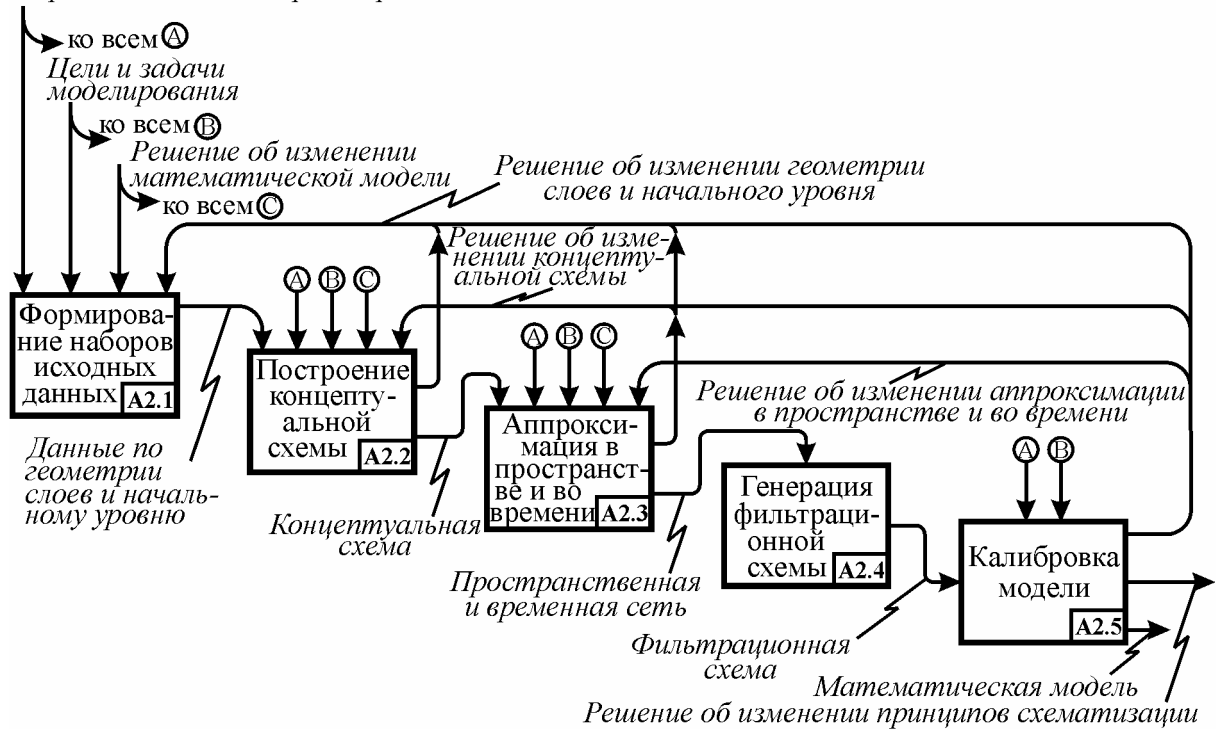 ко всем A
Цели и задачи
моделирования
ко всем B
Решение об изменении
математической модели
ко всем C
Решение об изменении геометрии
слоев и начального уровня
Решение об изме-
нении концепту-
альной схемы
A B C
Формирова-
ние наборов
исходных
данных A2.1
A B C
Построение
концепту-
альной
схемы A2.2
Решение об изменении аппроксимации
в пространстве и во времени
Аппрокси-
мация в
пространст-
ве и во
времени A2.3
A B
Данные по
геометрии
слоев и началь-
ному уровню
Концептуальная
схема
Генерация
фильтраци-
онной
схемы A2.4
Калибровка
модели
A2.5
Пространственная
и временная сеть
Фильтрационная
схема
Математическая модель
Решение об изменении принципов схематизации